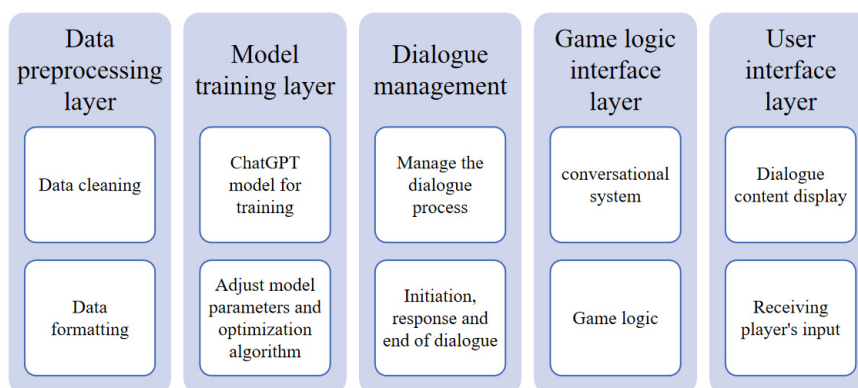 Data
preprocessing
layer
Data cleaning
Data
formatting
Model
training layer
ChatGPT
model for
training
Adjust model
parameters and
optimization
algorithm
Dialogue
management
Manage the
dialogue
process
Initiation,
response and
end of dialogue
Game logic
interface
layer
conversational
system
Game logic
User
interface
layer
Dialogue
content display
Receiving
player's input